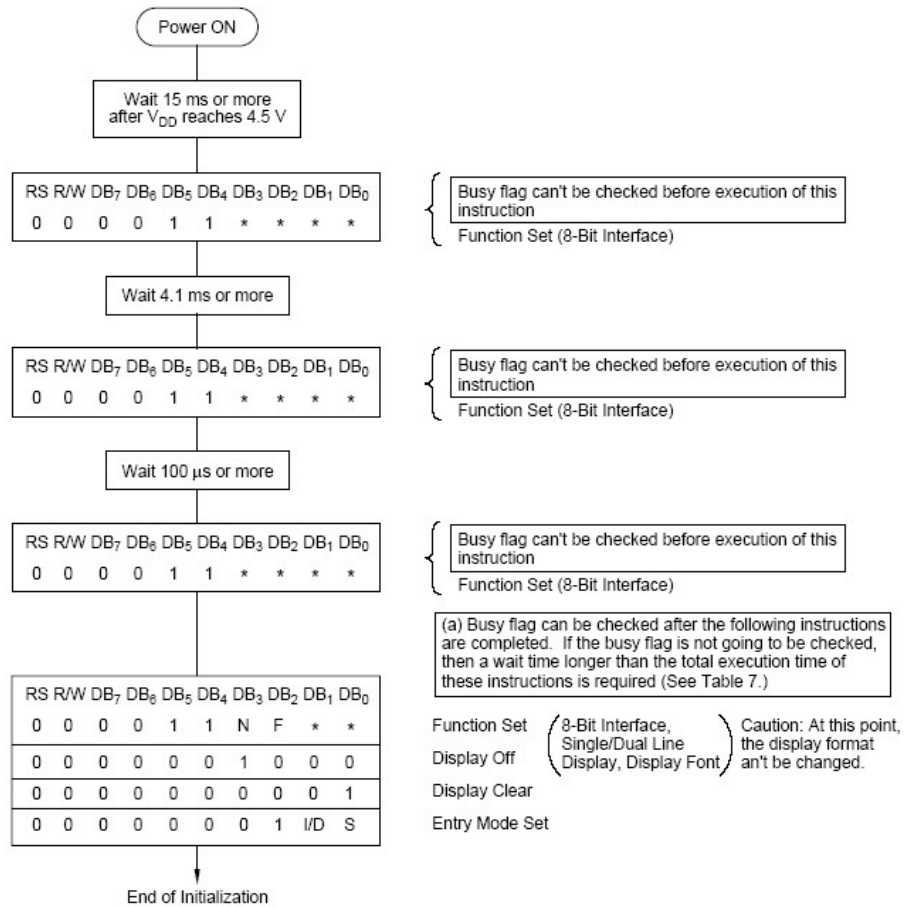 Power ON
Wait 15 ms or more
after VDD reaches 4.5 V
RS R/W DB7 DB6 DB5 DB4 DB3 DB2 DB1 DB0
0 0 0 0 1 1 * * * *
Busy flag can't be checked before execution of this
instruction
Function Set (8-Bit Interface)
Wait 4.1 ms or more
RS R/W DB7 DB6 DB5 DB4 DB3 DB2 DB1 DB0
0 0 0 0 1 1 * * * *
Busy flag can't be checked before execution of this
instruction
Function Set (8-Bit Interface)
Wait 100 µs or more
RS R/W DB7 DB6 DB5 DB4 DB3 DB2 DB1 DB0
0 0 0 0 1 1 * * * *
Busy flag can't be checked before execution of this
instruction
Function Set (8-Bit Interface)
(a) Busy flag can be checked after the following instructions
are completed. If the busy flag is not going to be checked,
then a wait time longer than the total execution time of
these instructions is required (See Table 7.)
RS R/W DB7 DB6 DB5 DB4 DB3 DB2 DB1 DB0
0 0 0 0 1 1 N F * *
0 0 0 0 0 0 1 0 0 0
0 0 0 0 0 0 0 0 0 1
0 0 0 0 0 0 0 1 I/D S
Function Set
Display Off
Display Clear
Entry Mode Set
8-Bit Interface,
Single/Dual Line
Display, Display Font
Caution: At this point,
the display format
an't be changed.
End of Initialization